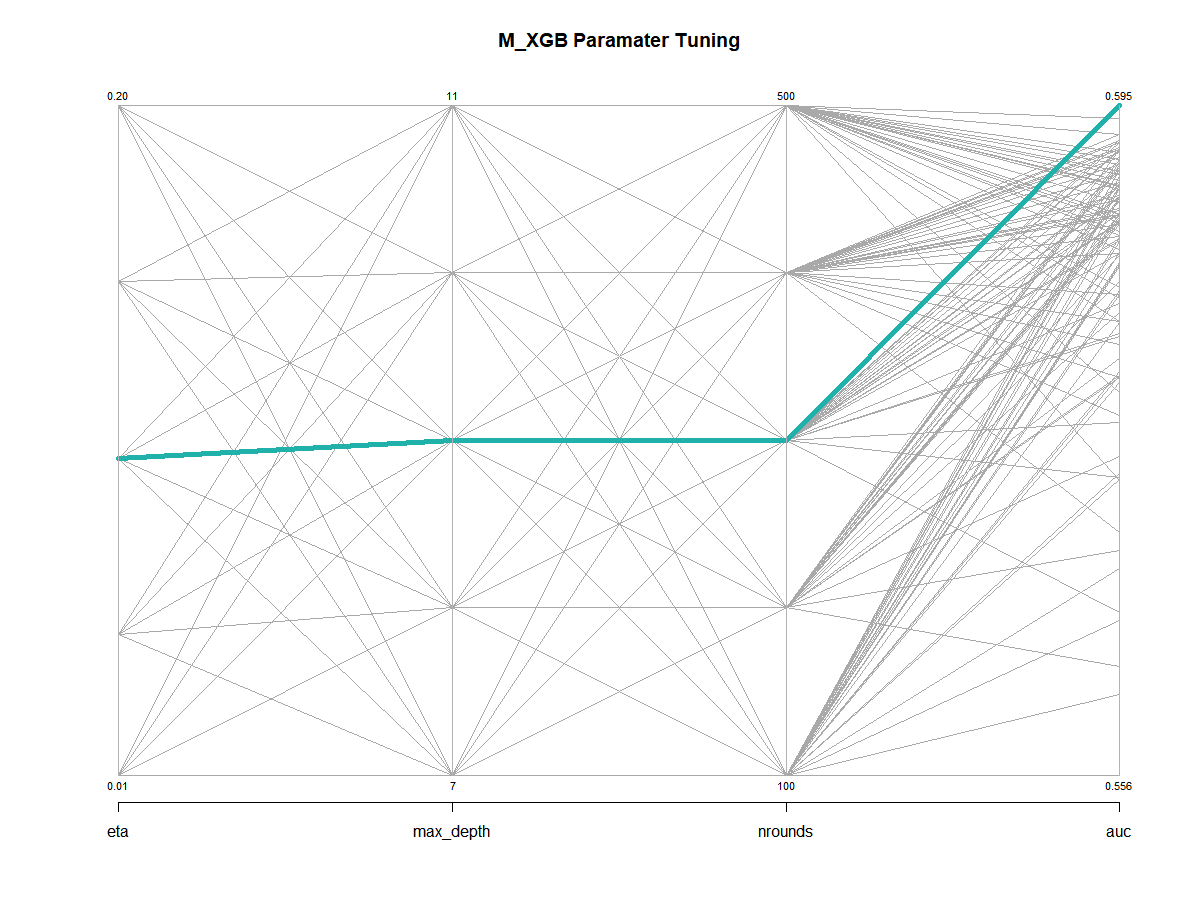 M_XGB Paramater Tuning
0.20 11 500 0.595
0.01 7 100 0.556
eta max_depth nrounds auc